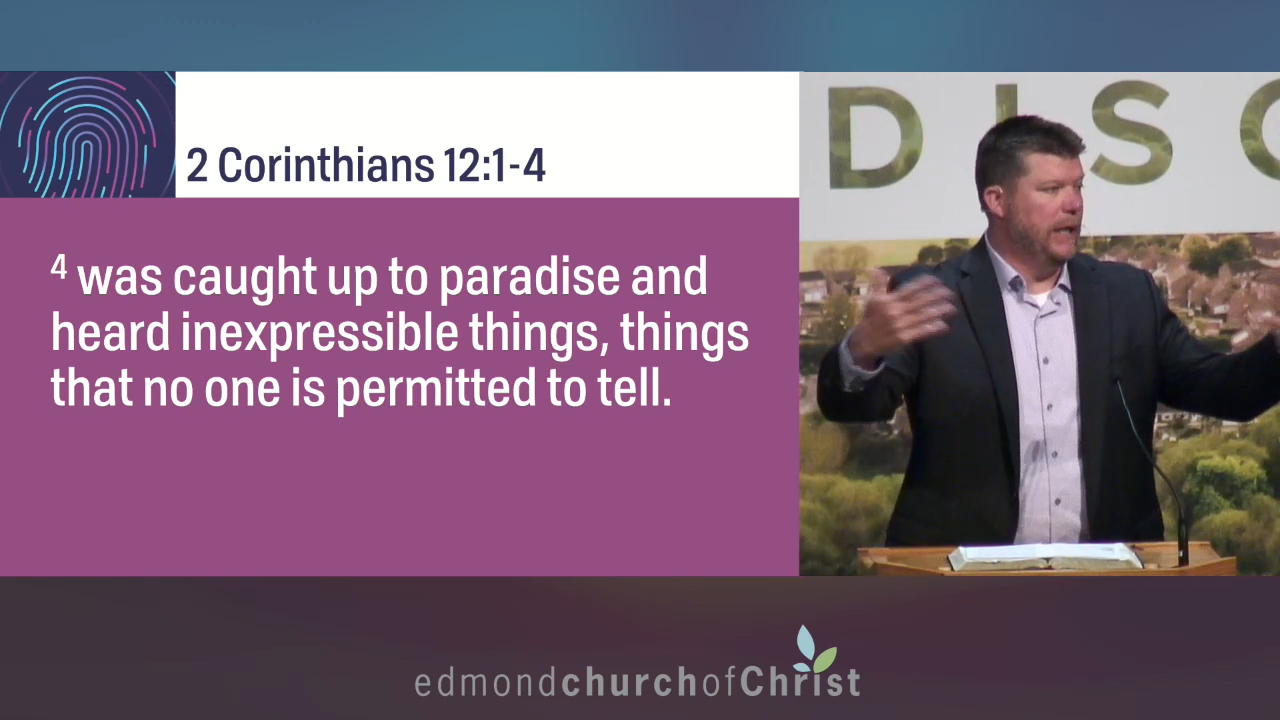 2 Corinthians 12:1-4
4 was caught up to paradise and
heard inexpressible things, things
that no one is permitted to tell.
DISC
edmondchurchofChrist